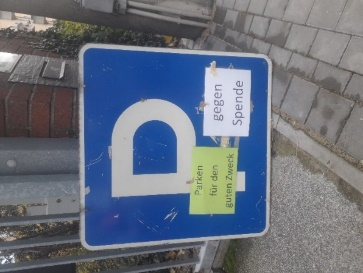 P
Parken
für den
guten Zweck
gegen
Spende